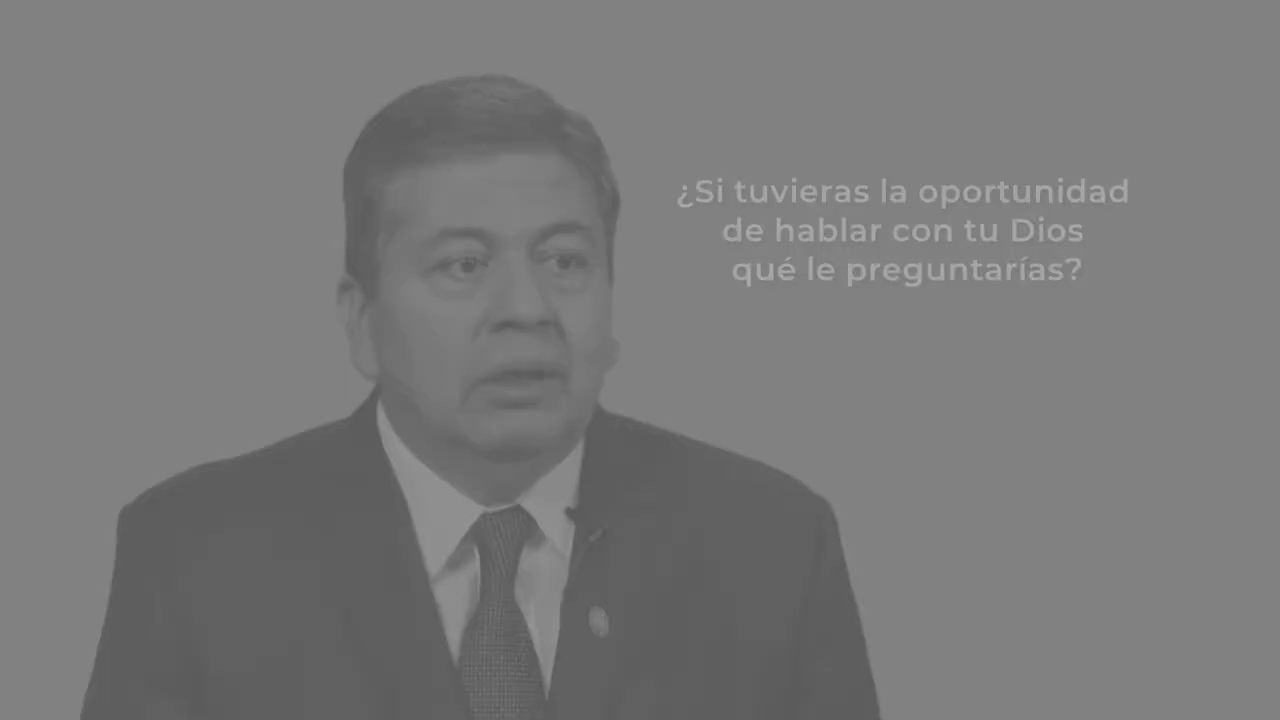 ¿Si tuvieras la oportunidad
de hablar con tu Dios
qué le preguntarías?